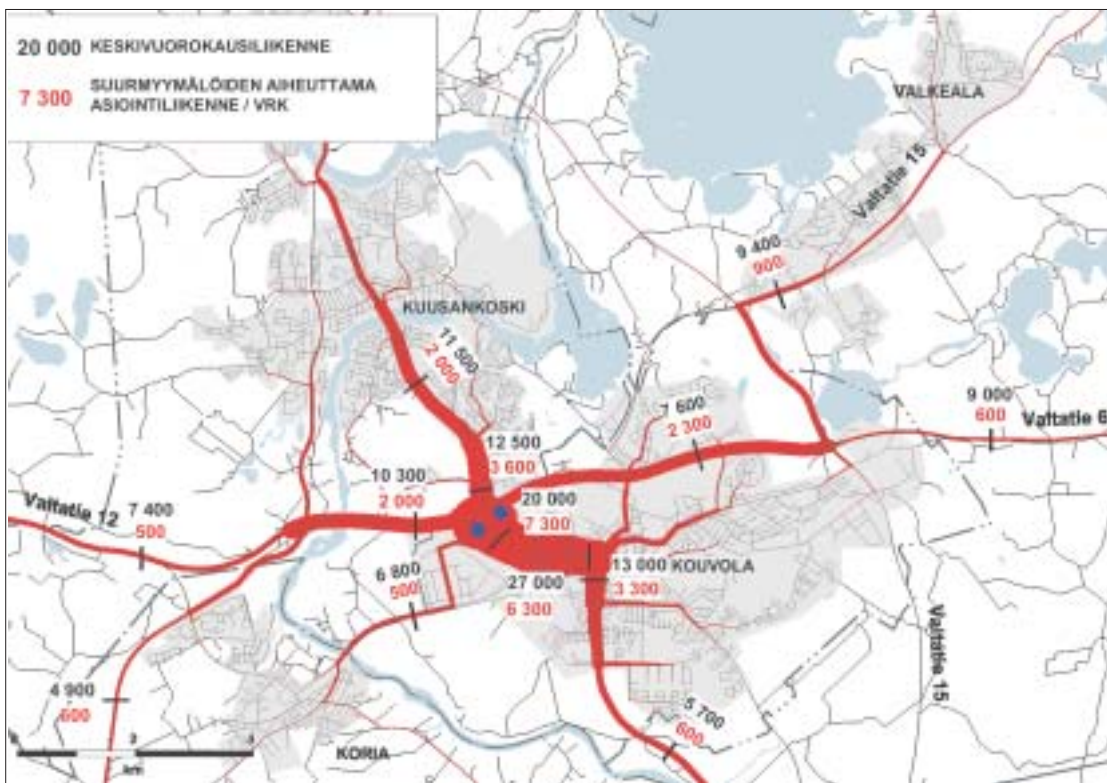 20 000 KESKIVUOROKAUSILIIKENNE
7 300 SUURMYYMÄLÖIDEN AIHEUTTAMA
ASIOINTILIIKENNE / VRK
VALKEALA
Valtatie 15
9 400
900
KUUSANKOSKI
11 500
2 000
7 600
2 300
9 000
600
Valtatie 6
12 500
3 600
10 300
2 000
20 000
7 300
Valtatie 12
7 400
500
6 800
500
27 000
6 300
13 000
3 300
KOUVOLA
Valtatie 15
4 900
600
5 700
600
KORIA
0 2 4
km